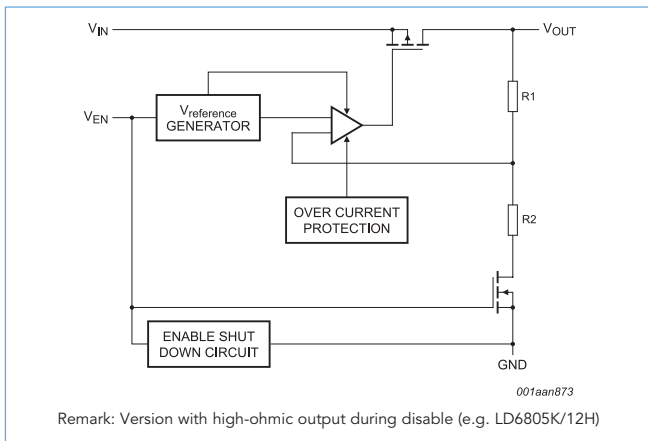 VIN
VOUT
R1
VEN
Vreference
GENERATOR
OVER CURRENT
PROTECTION
R2
ENABLE SHUT
DOWN CIRCUIT
GND
001aan873
Remark: Version with high-ohmic output during disable (e.g. LD6805K/12H)